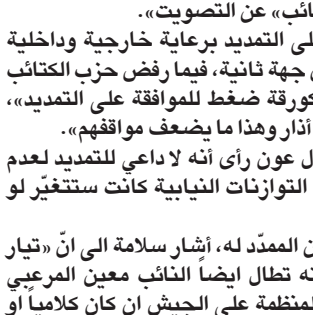 ائب» عن التصويت».
لى التمديد برعاية خارجية وداخلية
جهة ثانية، فيما رفض حزب الكتائب
كورقة ضغط للموافقة على التمديد»،
أذار وهذا ما يضعف مواقفهم».
ل عون رأى أنه لا داعي للتمديد لعدم
التوازنات النيابية كانت ستتغيّر لو
ن الممدّد له، أشار سلامة الى انّ «تيار
ه تطال ايضاً النائب معين المرعبي
لمنظمة على الجيش ان كان كلامياً او